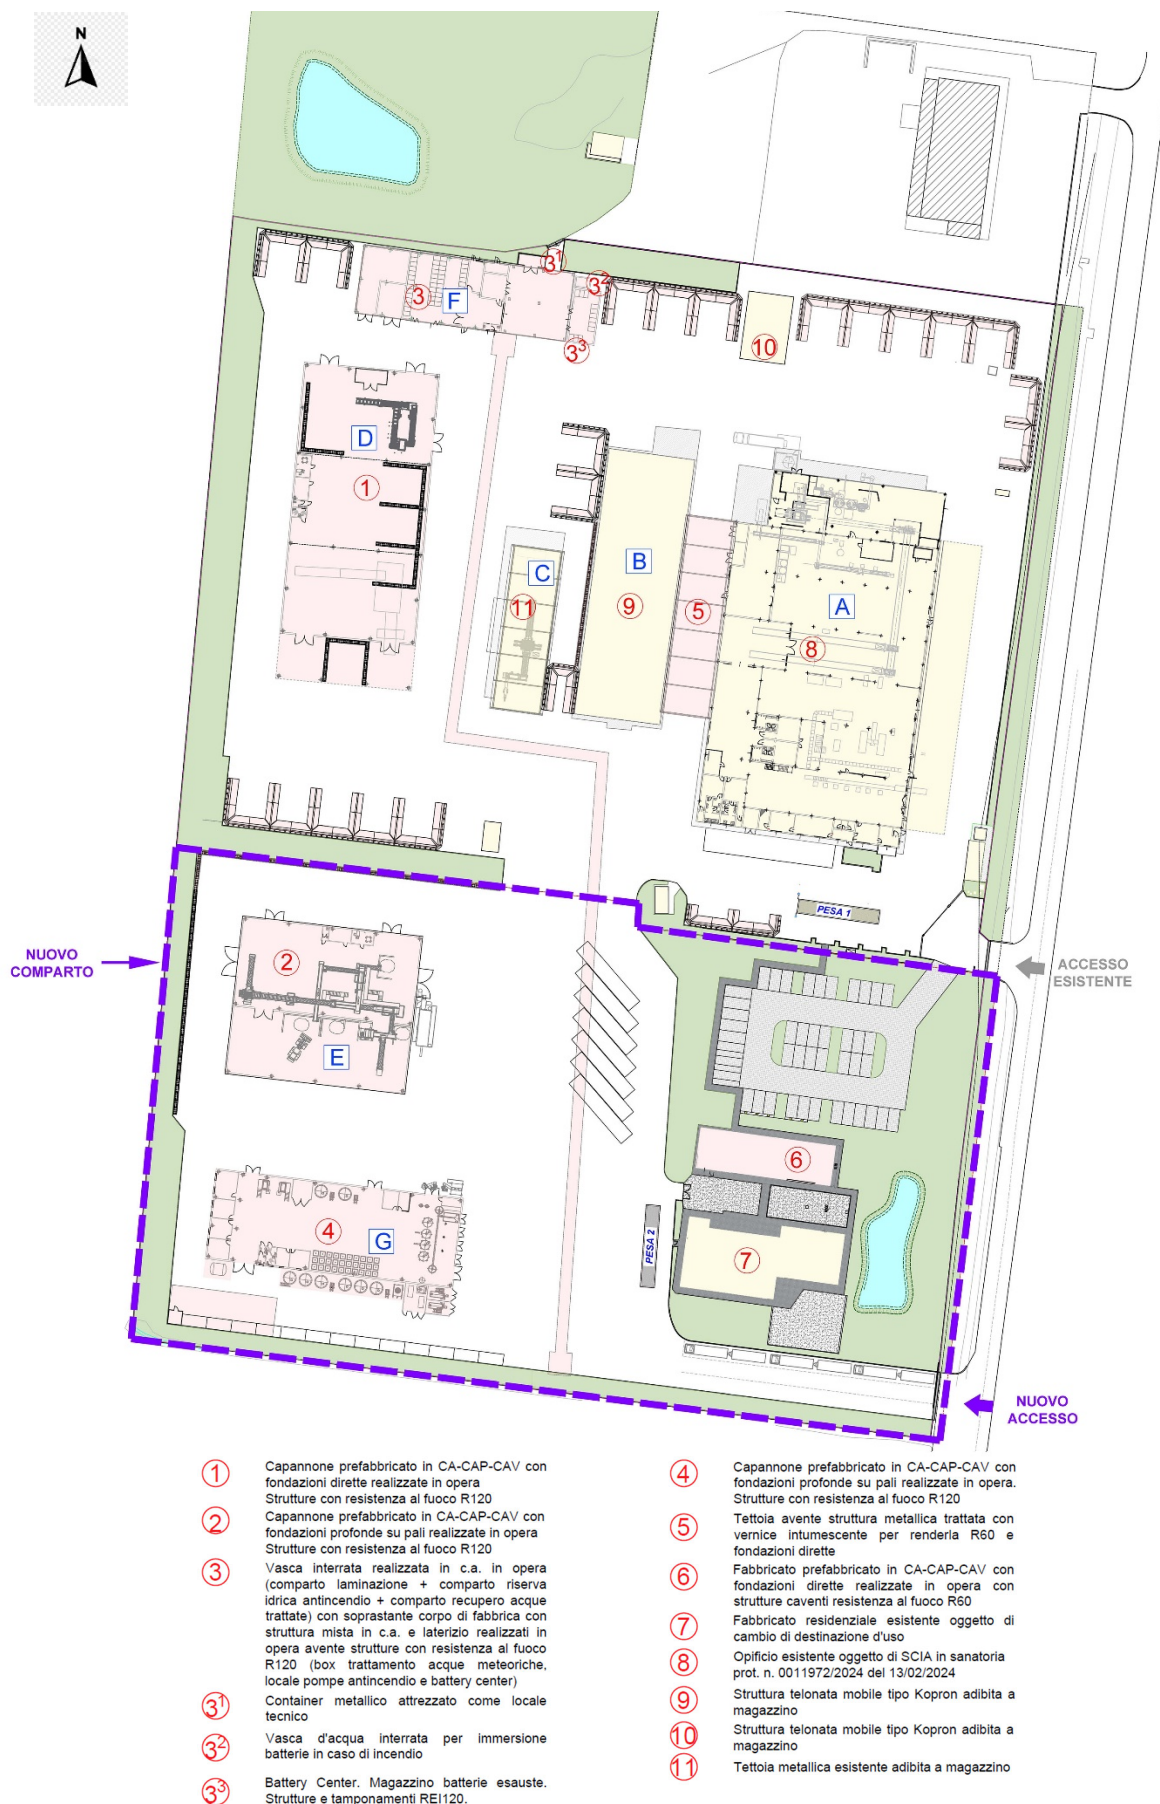 N
3¹
3²
3
F
3³
10
D
1
B
C
11
9
5
A
8
PESA 1
NUOVO
COMPARTO
2
ACCESSO
ESISTENTE
E
6
4
G
PESA 2
7
NUOVO
ACCESSO
1 Capannone prefabbricato in CA-CAP-CAV con
fondazioni dirette realizzate in opera
Strutture con resistenza al fuoco R120
2 Capannone prefabbricato in CA-CAP-CAV con
fondazioni profonde su pali realizzate in opera
Strutture con resistenza al fuoco R120
3 Vasca interrata realizzata in c.a. in opera
(comparto laminazione + comparto riserva
idrica antincendio + comparto recupero acque
trattate) con soprastante corpo di fabbrica con
struttura mista in c.a. e laterizio realizzati in
opera avente strutture con resistenza al fuoco
R120 (box trattamento acque meteoriche,
locale pompe antincendio e battery center)
3¹ Container metallico attrezzato come locale
tecnico
3² Vasca d'acqua interrata per immersione
batterie in caso di incendio
3³ Battery Center. Magazzino batterie esauste.
Strutture e tamponamenti REI120.
4 Capannone prefabbricato in CA-CAP-CAV con
fondazioni profonde su pali realizzate in opera.
Strutture con resistenza al fuoco R120
5 Tettoia avente struttura metallica trattata con
vernice intumescente per renderla R60 e
fondazioni dirette
6 Fabbricato prefabbricato in CA-CAP-CAV con
fondazioni dirette realizzate in opera con
strutture caventi resistenza al fuoco R60
7 Fabbricato residenziale esistente oggetto di
cambio di destinazione d'uso
8 Opificio esistente oggetto di SCIA in sanatoria
prot. n. 0011972/2024 del 13/02/2024
9 Struttura telonata mobile tipo Kopron adibita a
magazzino
10 Struttura telonata mobile tipo Kopron adibita a
magazzino
11 Tettoia metallica esistente adibita a magazzino